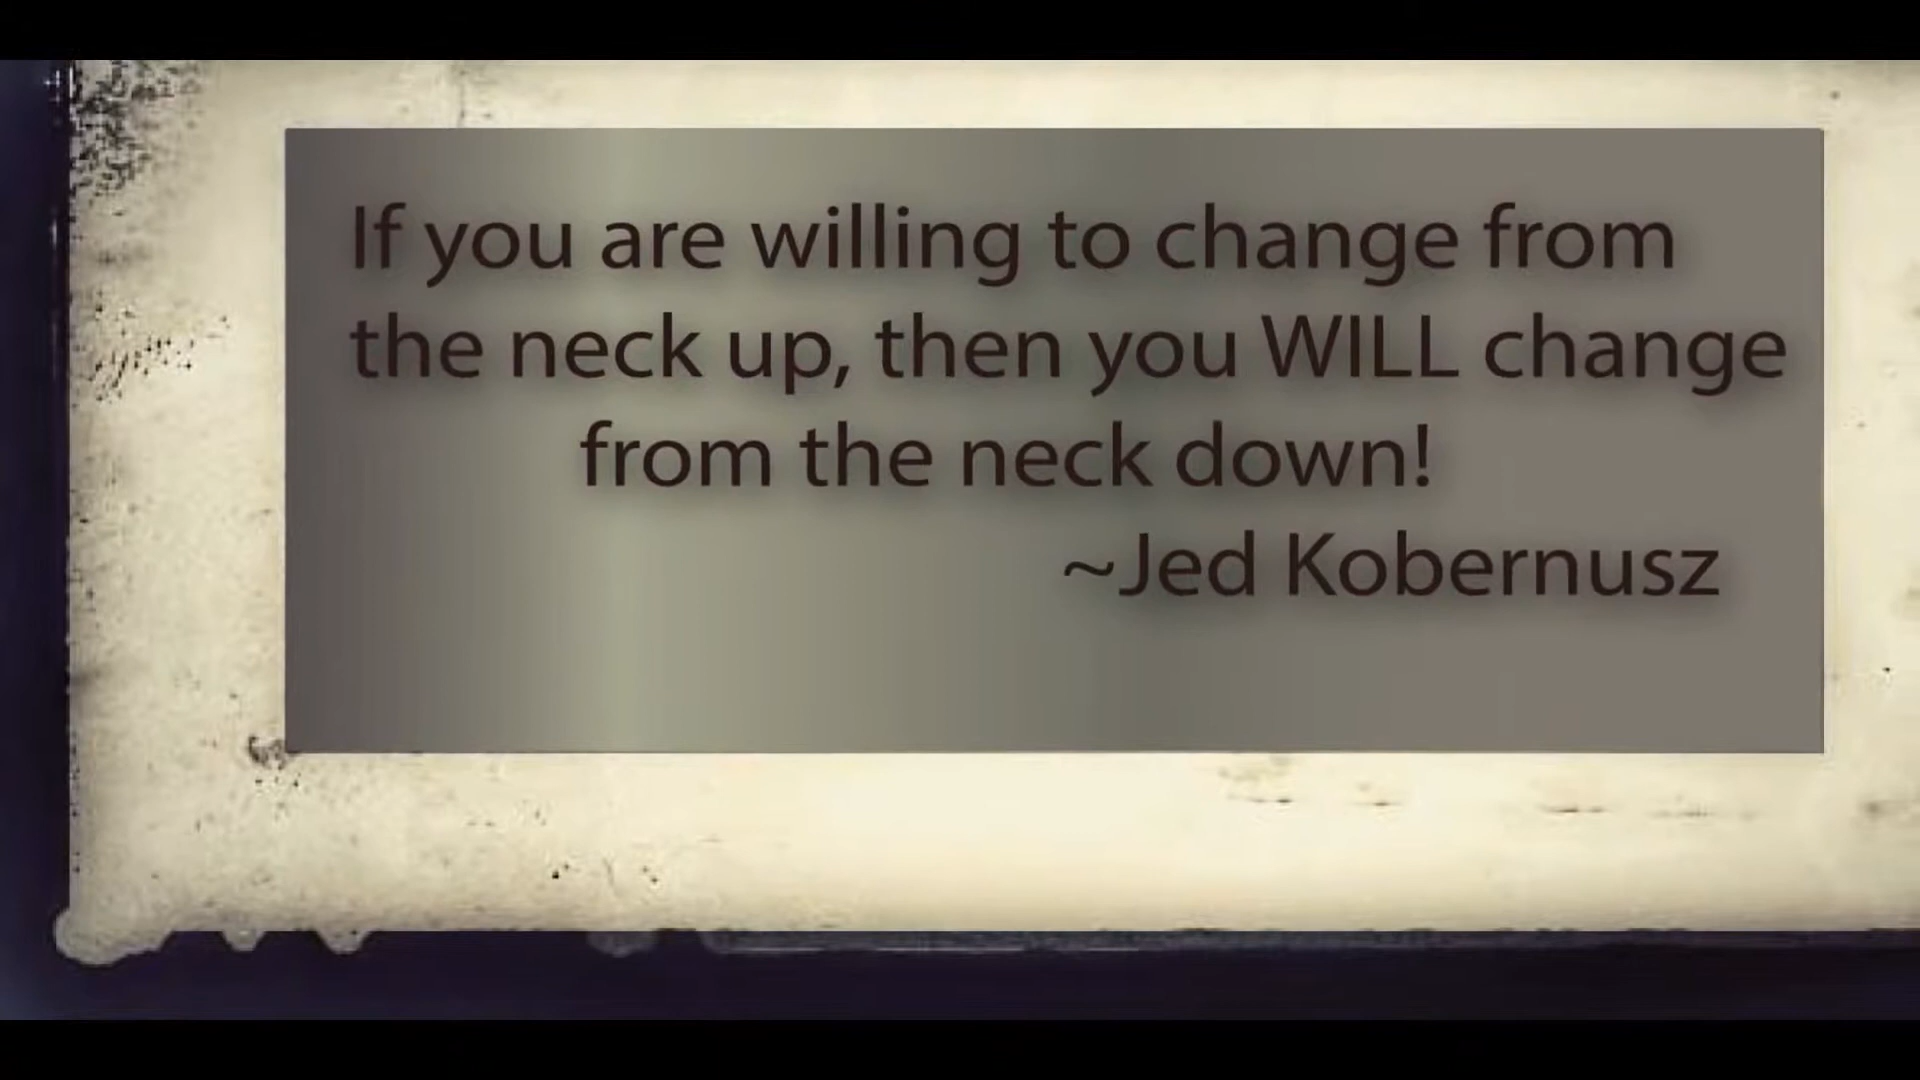 If you are willing to change from
the neck up, then you WILL change
from the neck down!
~Jed Kobernusz